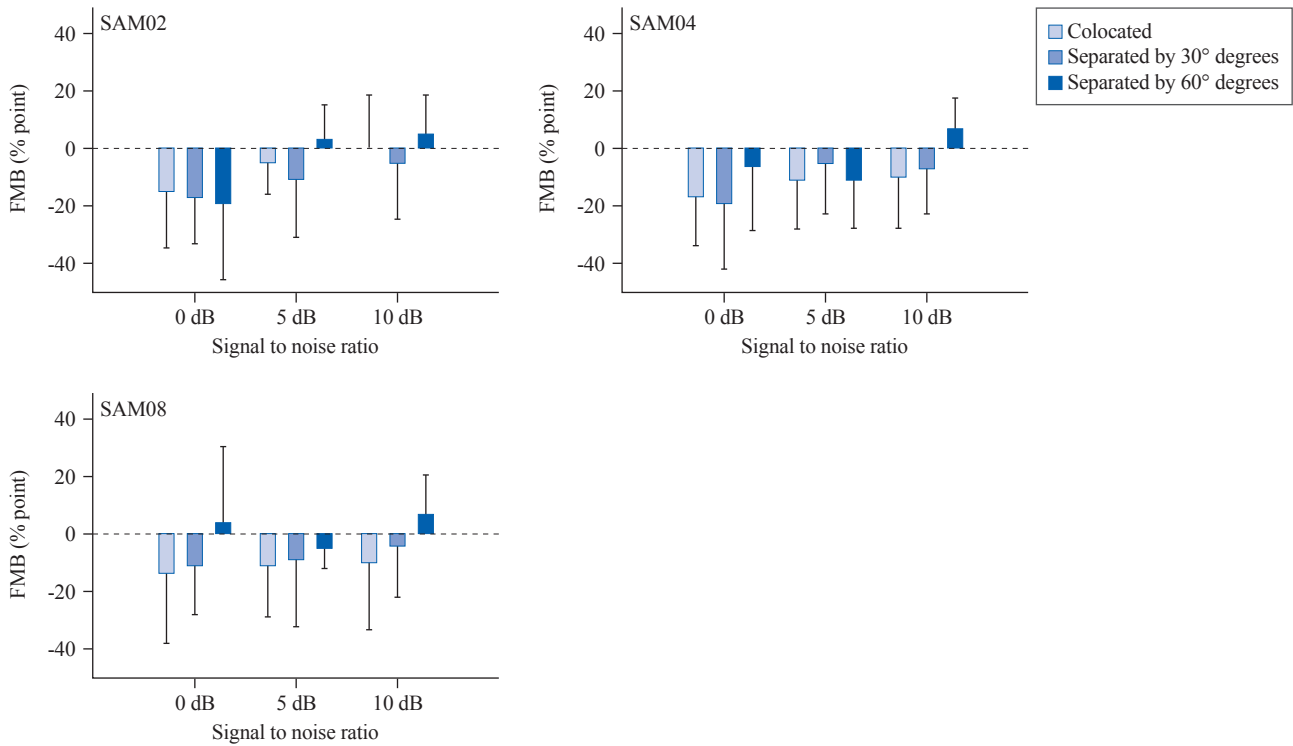 SAM02
40
20
0
-20
-40
FMB (% point)
0 dB 5 dB 10 dB
Signal to noise ratio
SAM04
40
20
0
-20
-40
FMB (% point)
0 dB 5 dB 10 dB
Signal to noise ratio
Colocated
Separated by 30° degrees
Separated by 60° degrees
SAM08
40
20
0
-20
-40
FMB (% point)
0 dB 5 dB 10 dB
Signal to noise ratio